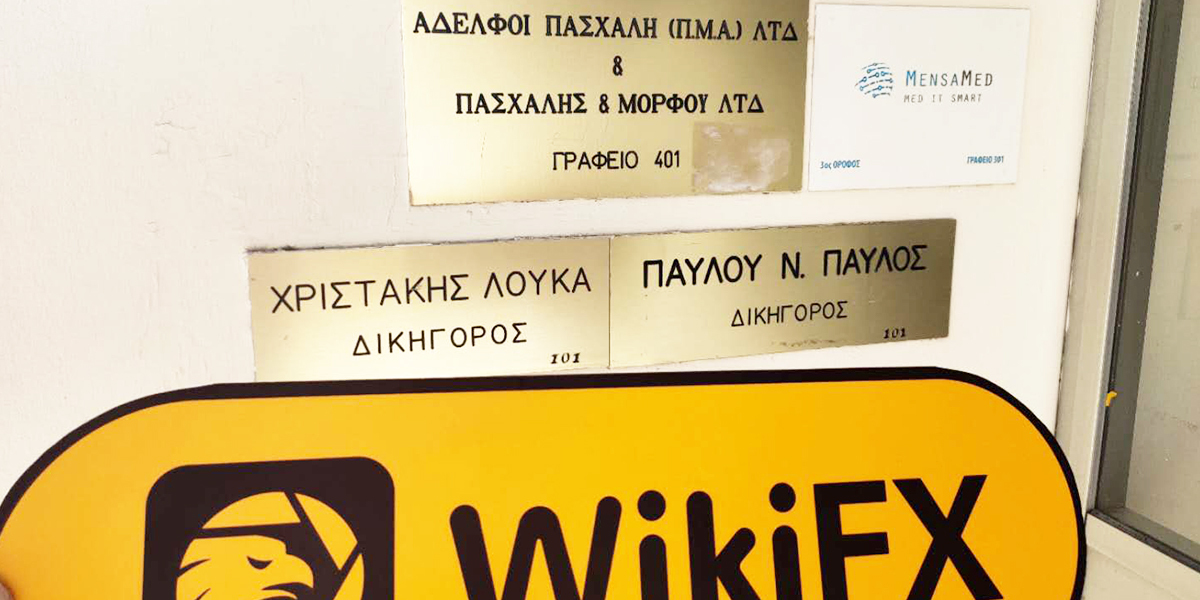 ΑΔΕΛΦΟΙ ΠΑΣΧΑΛΗ (Π.Μ.Α.) ΛΤΔ
&
ΠΑΣΧΑΛΗΣ & ΜΟΡΦΟΥ ΛΤΔ
ΓΡΑΦΕΙΟ 401
MENSAMED
MED IT SMART
3ος ΟΡΟΦΟΣ
ΓΡΑΦΕΙΟ 301
ΧΡΙΣΤΑΚΗΣ ΛΟΥΚΑ
ΔΙΚΗΓΟΡΟΣ
101
ΠΑΥΛΟΥ Ν. ΠΑΥΛΟΣ
ΔΙΚΗΓΟΡΟΣ
101
WikiFX